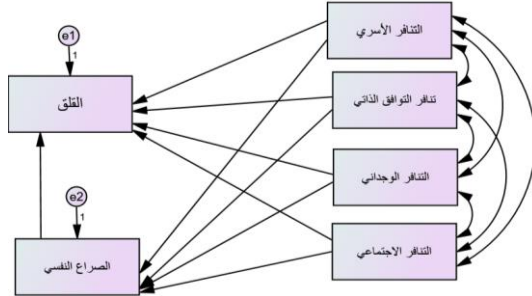 e1
1
القلق
e2
1
الصراع النفسي
التنافر الأسري
تنافر التوافق الذاتي
التنافر الوجداني
التنافر الاجتماعي